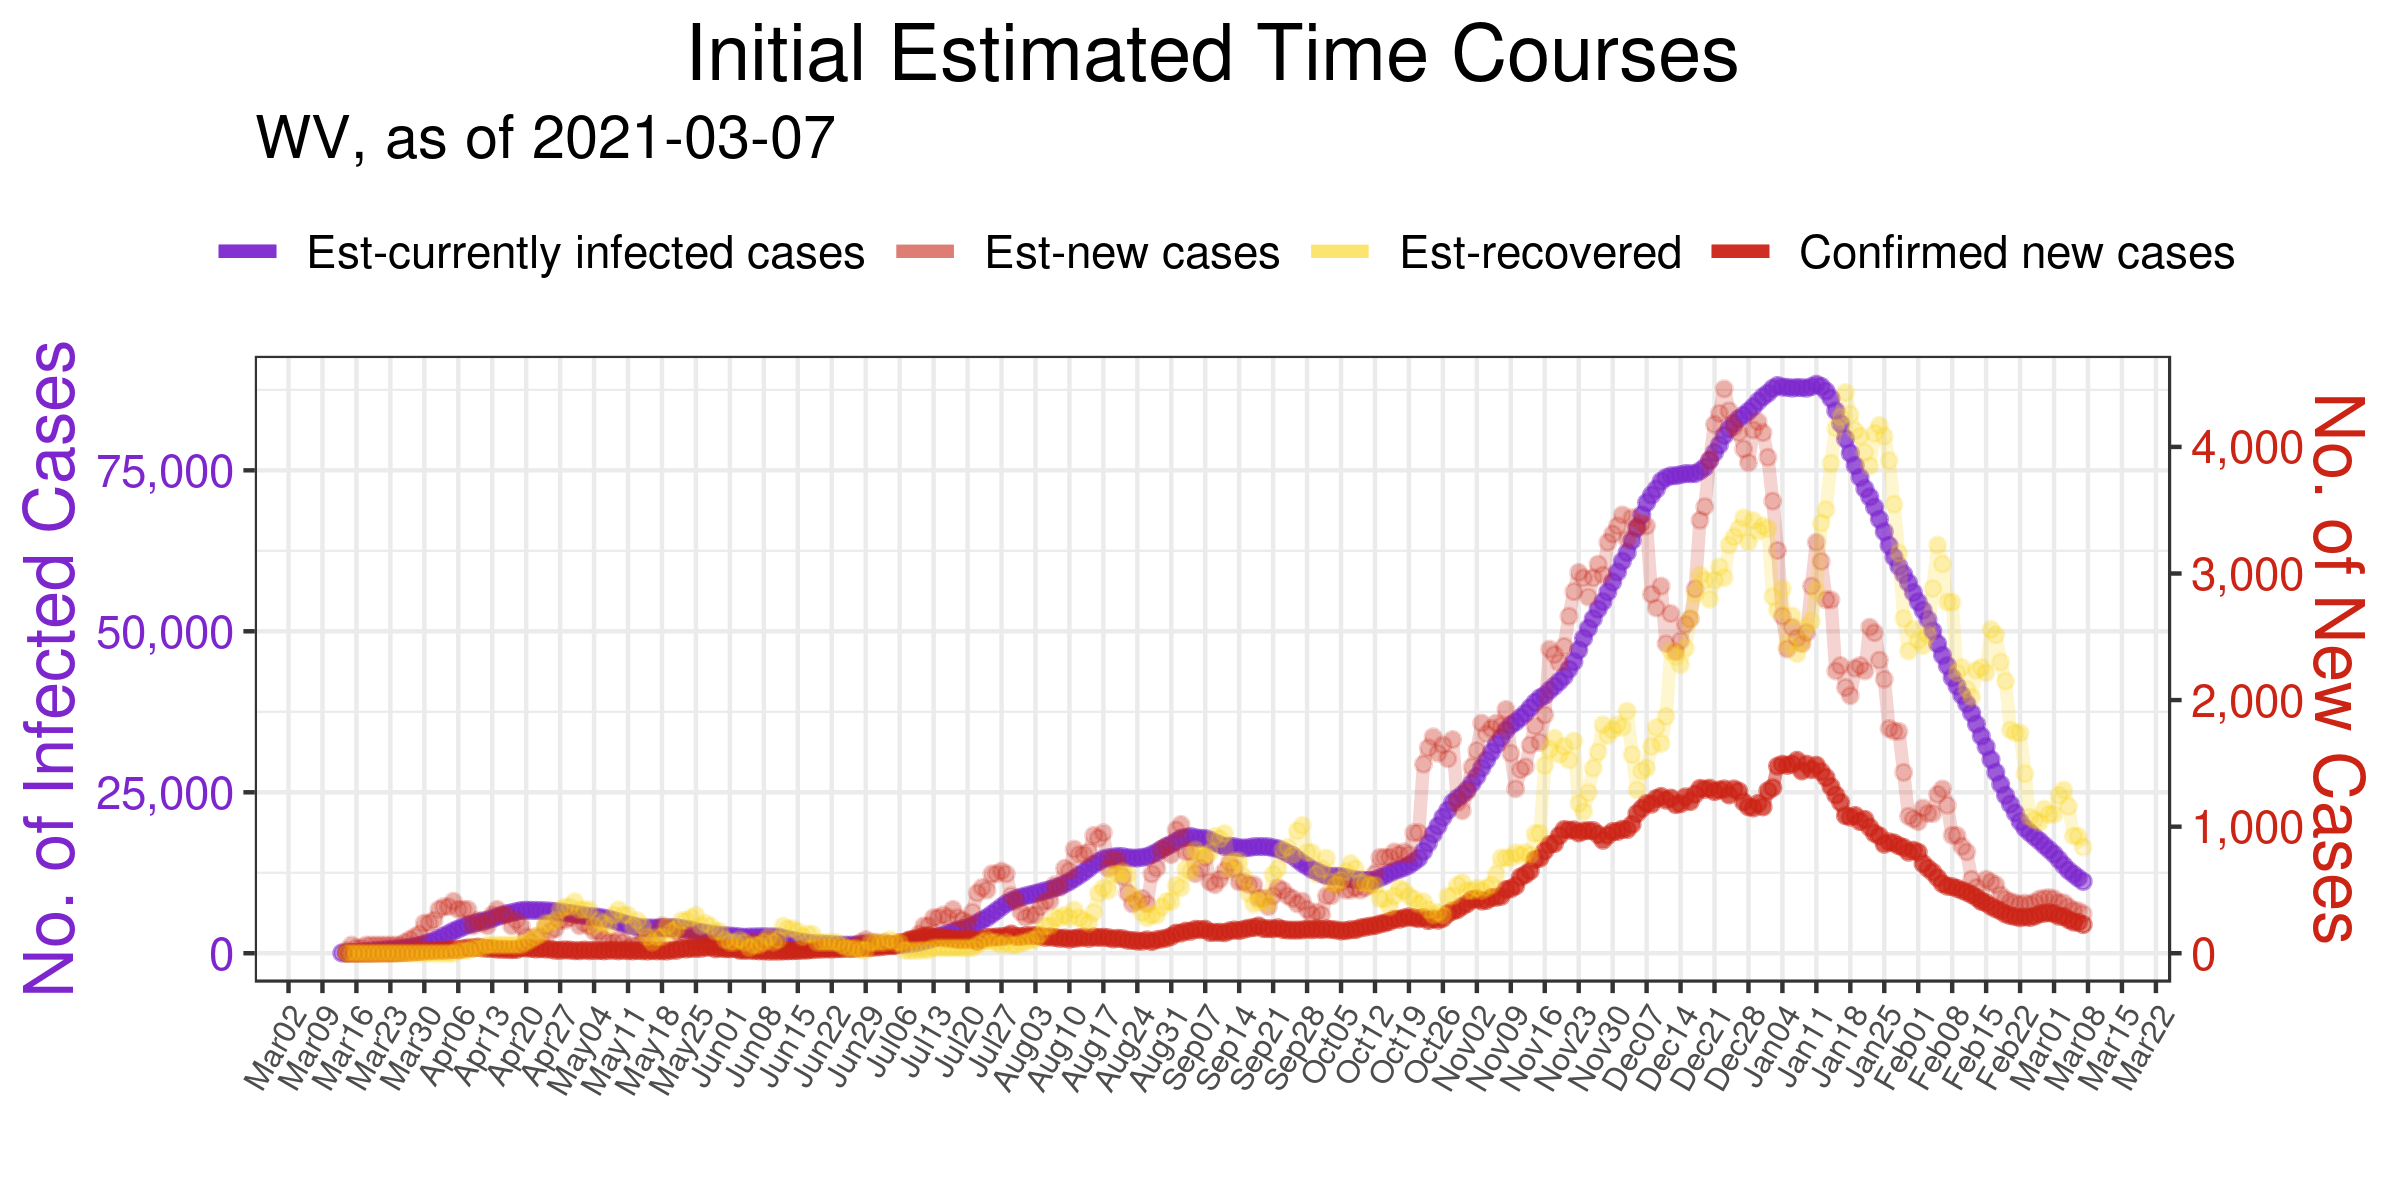 Initial Estimated Time Courses
WV, as of 2021-03-07
Est-currently infected cases Est-new cases Est-recovered Confirmed new cases
No. of Infected Cases
75,000
50,000
25,000
0
4,000
3,000
2,000
1,000
0
No. of New Cases
Mar02 Mar09 Mar16 Mar23 Mar30 Apr06 Apr13 Apr20 Apr27 May04 May11 May18 May25 Jun01 Jun08 Jun15 Jun22 Jun29 Jul06 Jul13 Jul20 Jul27 Aug03 Aug10 Aug17 Aug24 Aug31 Sep07 Sep14 Sep21 Sep28 Oct05 Oct12 Oct19 Oct26 Nov02 Nov09 Nov16 Nov23 Nov30 Dec07 Dec14 Dec21 Dec28 Jan04 Jan11 Jan18 Jan25 Feb01 Feb08 Feb15 Feb22 Mar01 Mar08 Mar15 Mar22